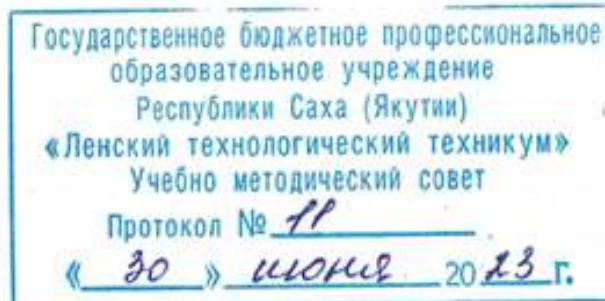 Государственное бюджетное профессиональное
образовательное учреждение
Республики Саха (Якутии)
«Ленский технологический техникум»
Учебно методический совет
Протокол № 11
« 30 » июня 2023 г.